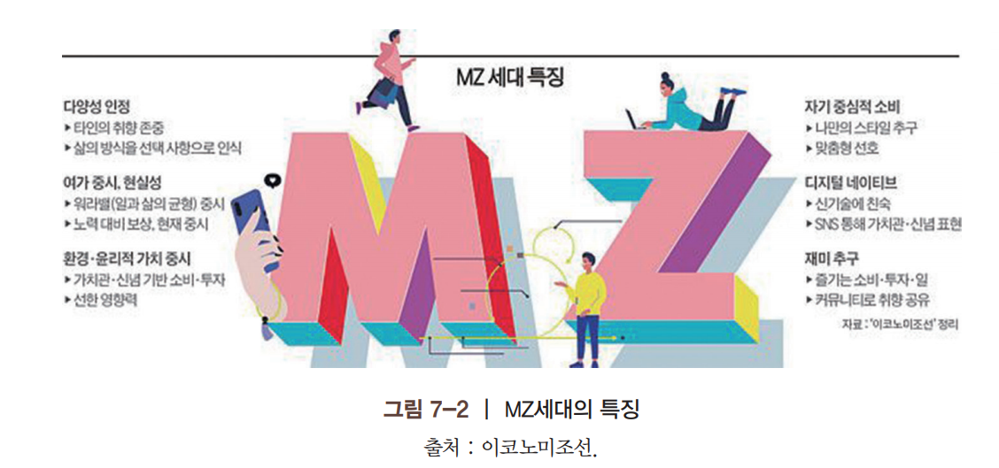 MZ 세대 특징
다양성 인정
▶ 타인의 취향 존중
▶ 삶의 방식을 선택 사항으로 인식
여가 중시, 현실성
▶ 워라밸(일과 삶의 균형) 중시
▶ 노력 대비 보상, 현재 중시
환경·윤리적 가치 중시
▶ 가치관·신념 기반 소비·투자
▶ 선한 영향력
자기 중심적 소비
▶ 나만의 스타일 추구
▶ 맞춤형 선호
디지털 네이티브
▶ 신기술에 친숙
▶ SNS 통해 가치관·신념 표현
재미 추구
▶ 즐기는 소비·투자·일
▶ 커뮤니티로 취향 공유
자료 : '이코노미조선' 정리
MZ
그림 7-2 | MZ세대의 특징
출처 : 이코노미조선.